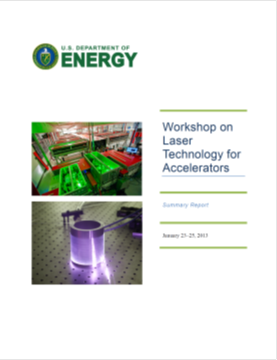 U.S. DEPARTMENT OF
ENERGY
Workshop on
Laser
Technology for
Accelerators
Summary Report
January 23–25, 2013